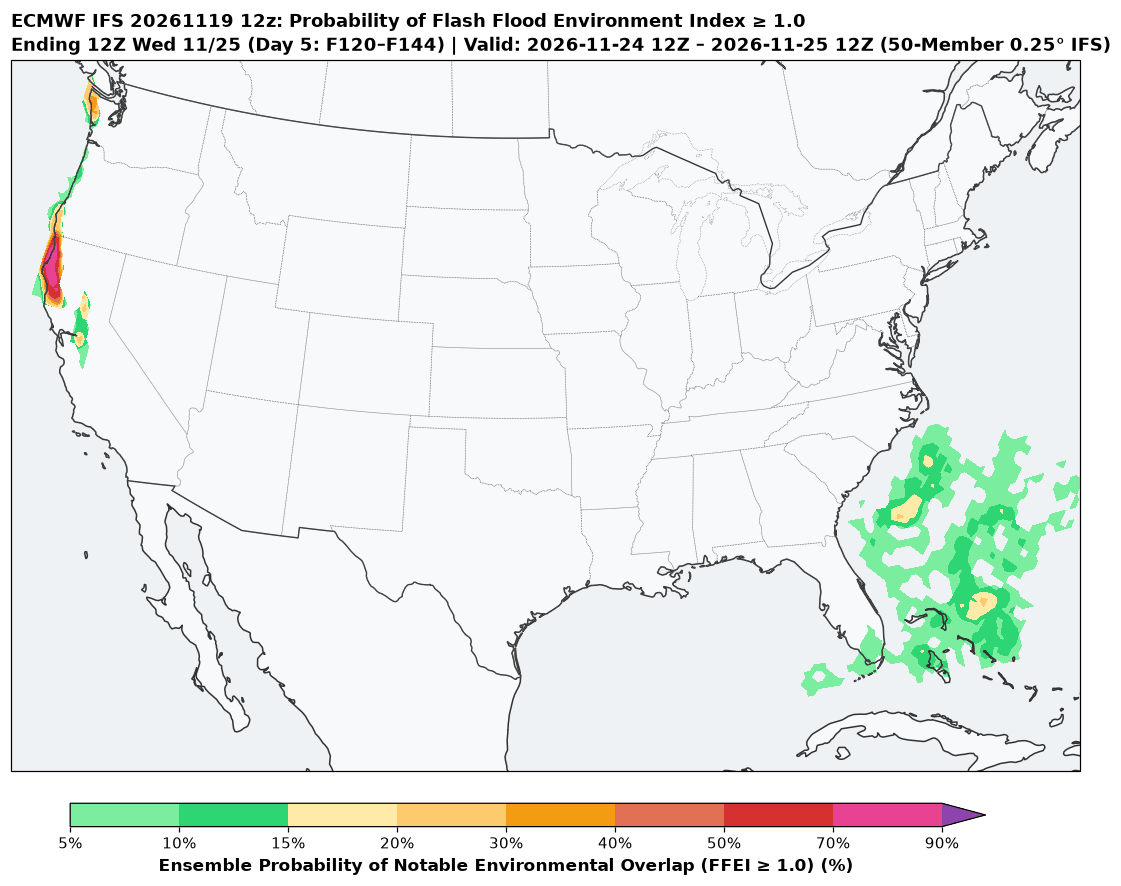 ECMWF IFS 20261119 12z: Probability of Flash Flood Environment Index ≥ 1.0
Ending 12Z Wed 11/25 (Day 5: F120–F144) | Valid: 2026-11-24 12Z – 2026-11-25 12Z (50-Member 0.25° IFS)
5% 10% 15% 20% 30% 40% 50% 70% 90%
Ensemble Probability of Notable Environmental Overlap (FFEI ≥ 1.0) (%)